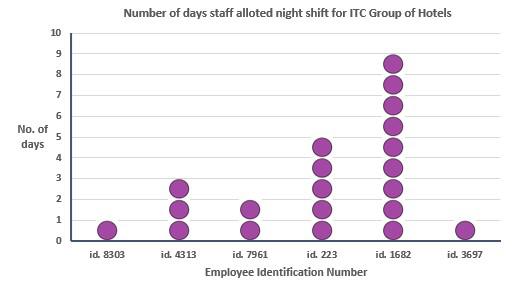 Number of days staff alloted night shift for ITC Group of Hotels
10
9
8
7
6
5
4
3
2
1
0
No. of
days
id. 8303 id. 4313 id. 7961 id. 223 id. 1682 id. 3697
Employee Identification Number